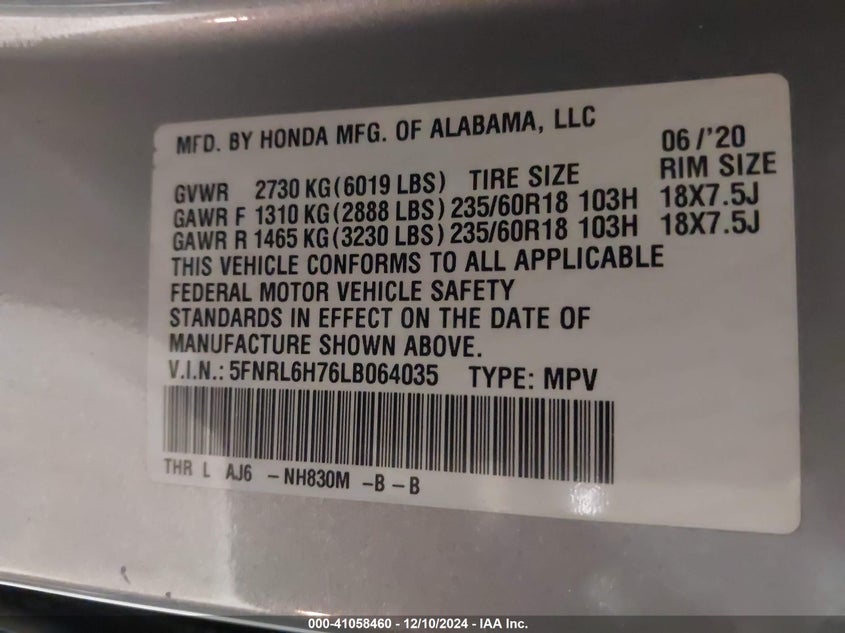 MFD. BY HONDA MFG. OF ALABAMA, LLC 06/'20
GVWR 2730 KG (6019 LBS) TIRE SIZE RIM SIZE
GAWR F 1310 KG (2888 LBS) 235/60R18 103H 18X7.5J
GAWR R 1465 KG (3230 LBS) 235/60R18 103H 18X7.5J
THIS VEHICLE CONFORMS TO ALL APPLICABLE
FEDERAL MOTOR VEHICLE SAFETY
STANDARDS IN EFFECT ON THE DATE OF
MANUFACTURE SHOWN ABOVE.
V.I.N.: 5FNRL6H76LB064035 TYPE: MPV
THR L AJ6 -NH830M -B-B
000-41058460 - 12/10/2024 - IAA Inc.